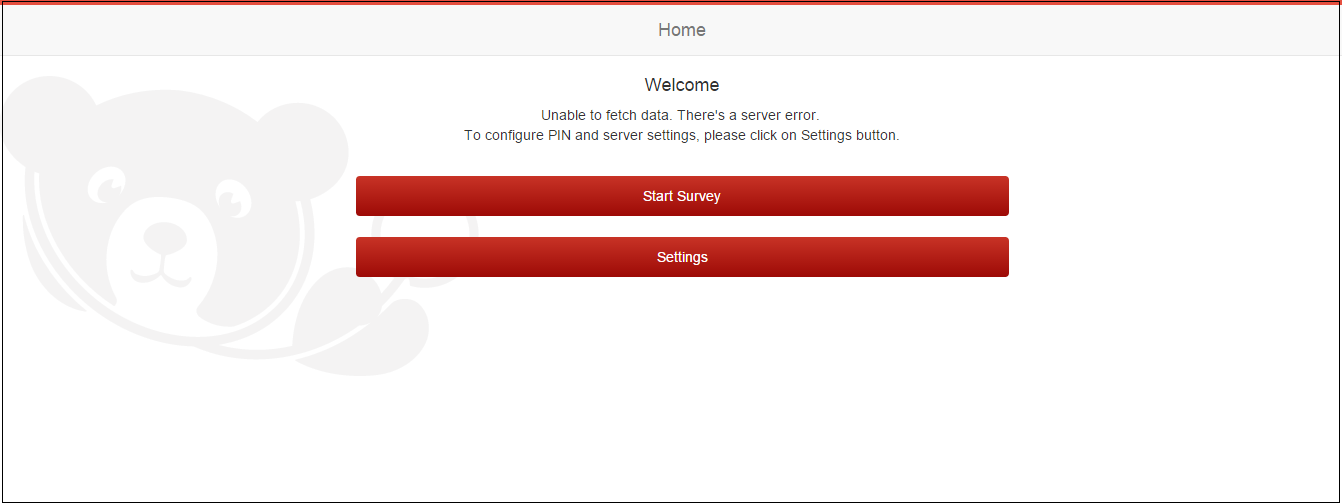 Home
Welcome
Unable to fetch data. There's a server error.
To configure PIN and server settings, please click on Settings button.
Start Survey
Settings